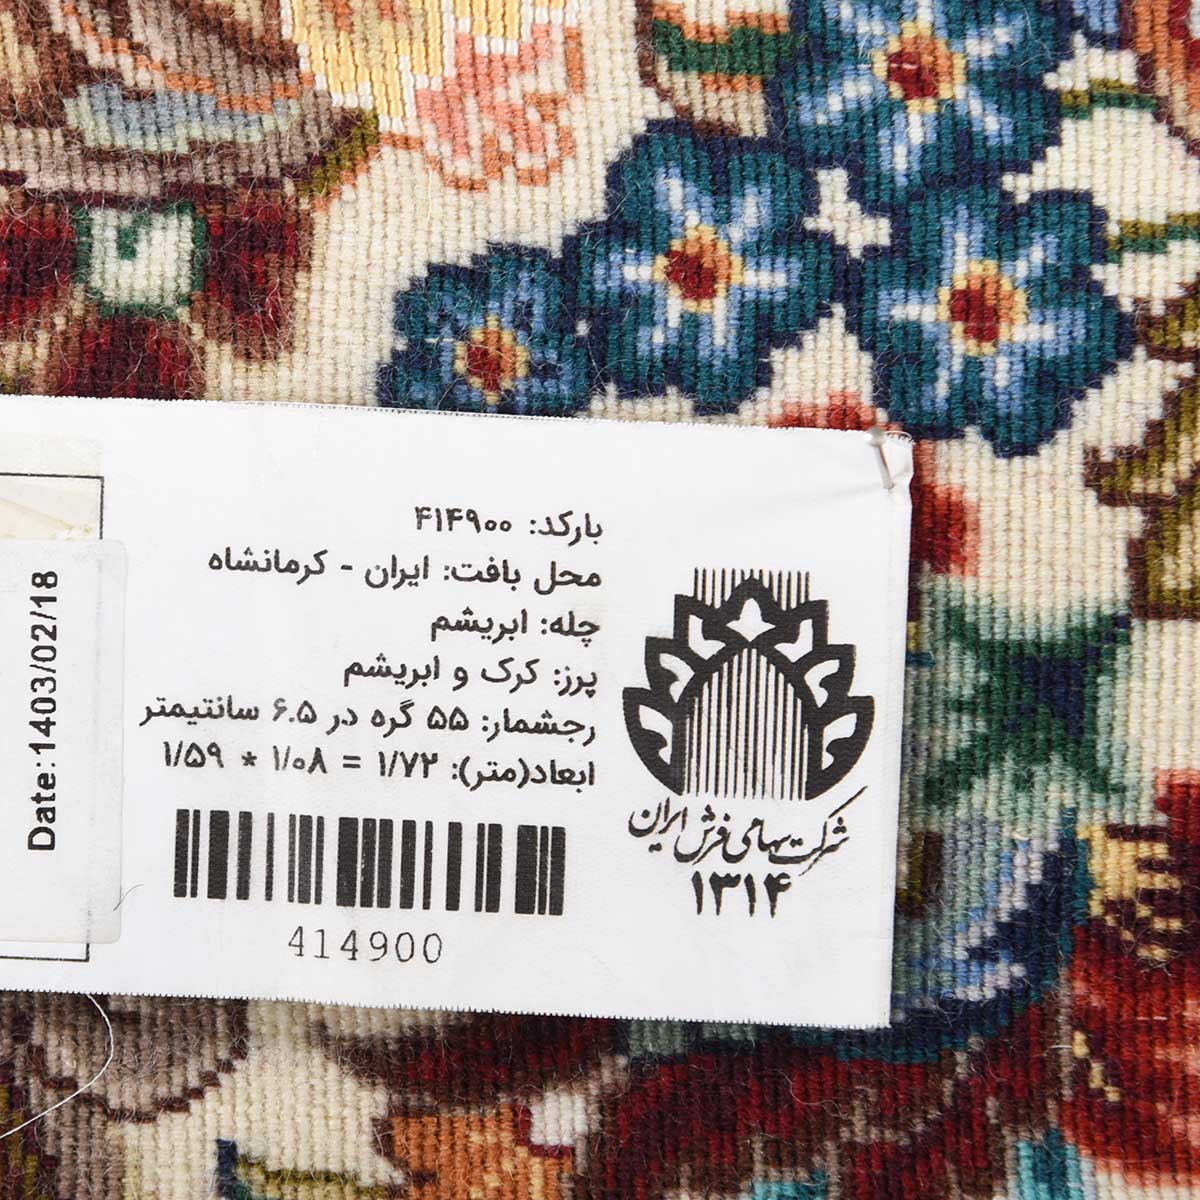 بارکد: ۴۱۴۹۰۰
محل بافت: ایران - کرمانشاه
چله: ابریشم
پرز: کرک و ابریشم
رجشمار: ۵۵ گره در ۶.۵ سانتیمتر
ابعاد(متر): ۱/۷۲ = ۱/۰۸ * ۱/۵۹
414900
شرکت سهامی فرش ایران
۱۳۱۴
Date:1403/02/18